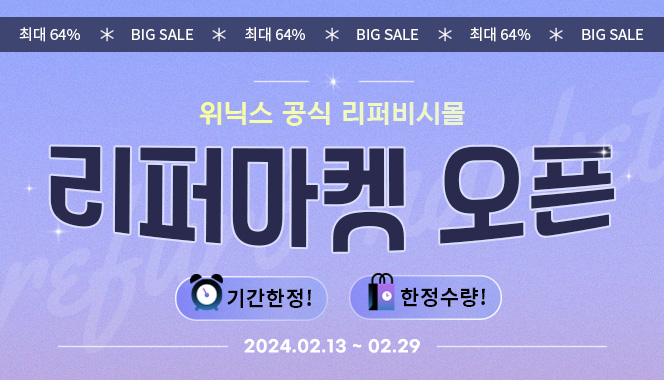 최대 64% ✳ BIG SALE ✳ 최대 64% ✳ BIG SALE ✳ 최대 64% ✳ BIG SALE
위닉스 공식 리퍼비시몰
리퍼마켓 오픈
refurb market
기간한정!
한정수량!
2024.02.13 ~ 02.29